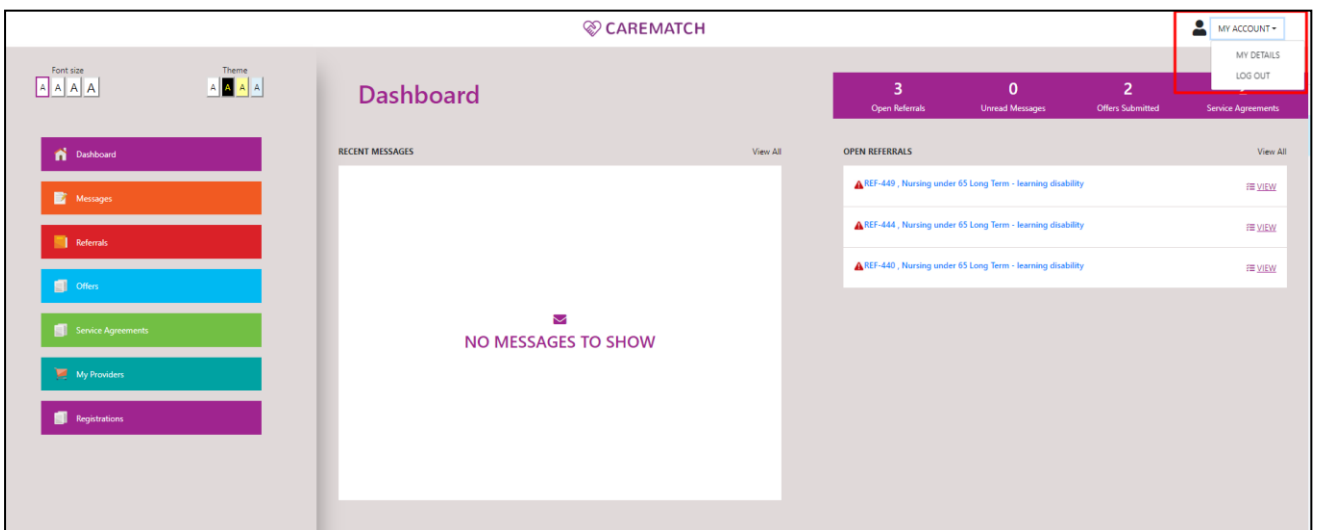 CAREMATCH
MY ACCOUNT
MY DETAILS
LOG OUT
Font size
Theme
A A A A
A A A A
Dashboard
Messages
Referrals
Offers
Service Agreements
My Providers
Registrations
Dashboard
3
Open Referrals
0
Unread Messages
2
Offers Submitted
Service Agreements
RECENT MESSAGES
View All
NO MESSAGES TO SHOW
OPEN REFERRALS
View All
REF-449 , Nursing under 65 Long Term - learning disability
VIEW
REF-444 , Nursing under 65 Long Term - learning disability
VIEW
REF-440 , Nursing under 65 Long Term - learning disability
VIEW